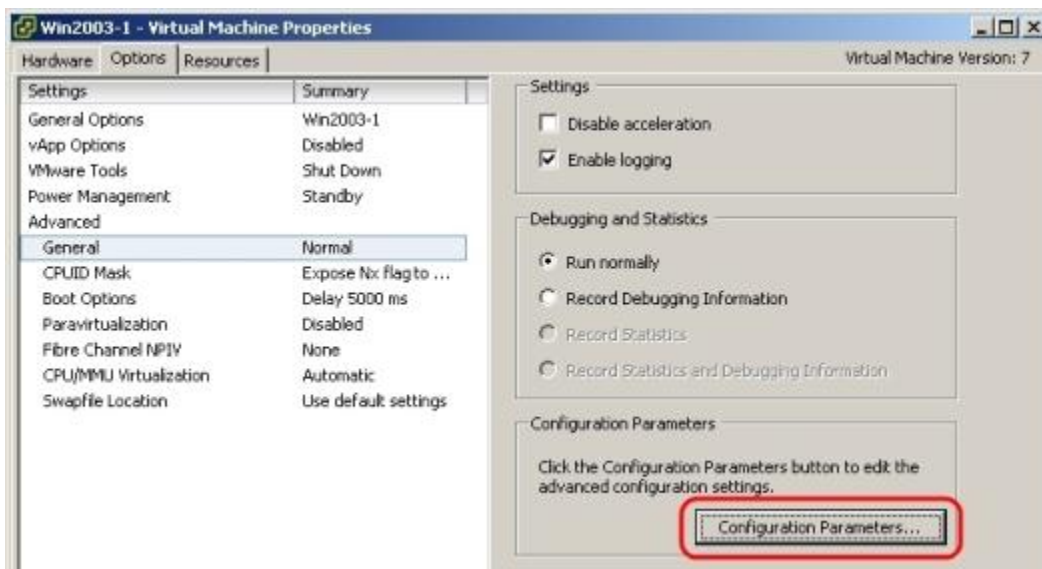 Win2003-1 - Virtual Machine Properties
Hardware Options Resources Virtual Machine Version: 7
Settings Summary
General Options Win2003-1
vApp Options Disabled
VMware Tools Shut Down
Power Management Standby
Advanced
General Normal
CPUID Mask Expose Nx flag to ...
Boot Options Delay 5000 ms
Paravirtualization Disabled
Fibre Channel NPIV None
CPU/MMU Virtualization Automatic
Swapfile Location Use default settings
Settings
Disable acceleration
Enable logging
Debugging and Statistics
Run normally
Record Debugging Information
Record Statistics
Record Statistics and Debugging Information
Configuration Parameters
Click the Configuration Parameters button to edit the
advanced configuration settings.
Configuration Parameters...